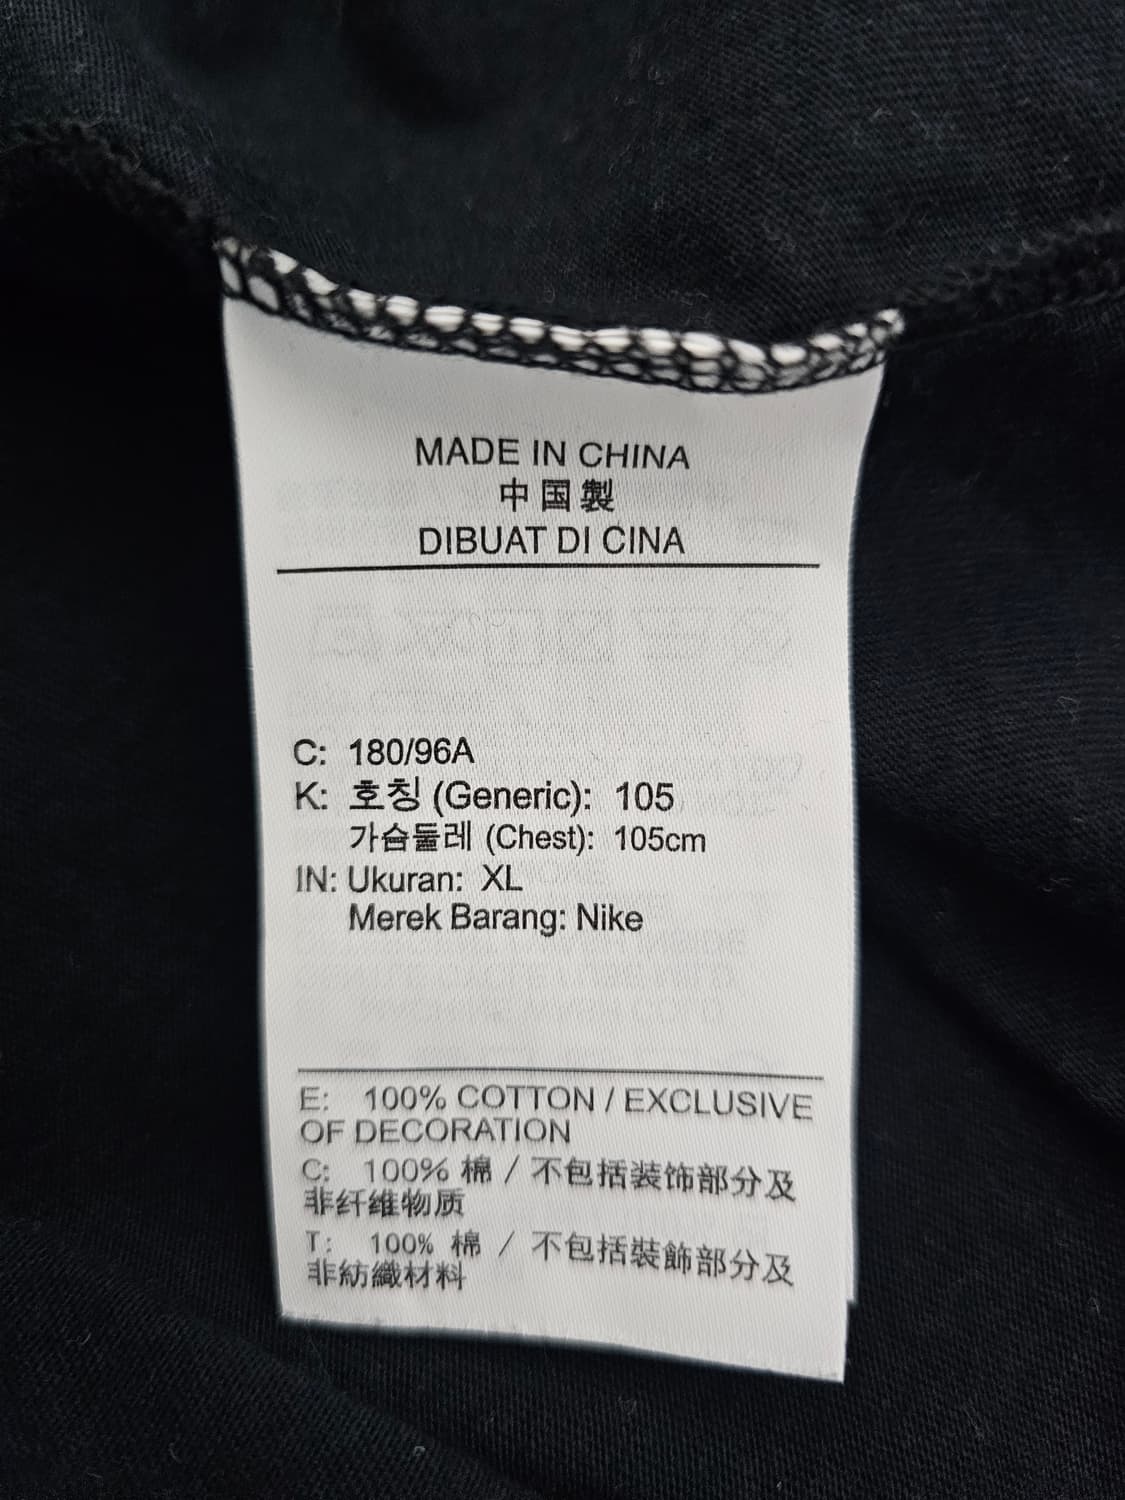 MADE IN CHINA
中国製
DIBUAT DI CINA
C: 180/96A
K: 호칭 (Generic): 105
가슴둘레 (Chest): 105cm
IN: Ukuran: XL
Merek Barang: Nike
E: 100% COTTON / EXCLUSIVE
OF DECORATION
C: 100% 棉 / 不包括装饰部分及
非纤维物质
T: 100% 棉 / 不包括裝飾部分及
非紡織材料